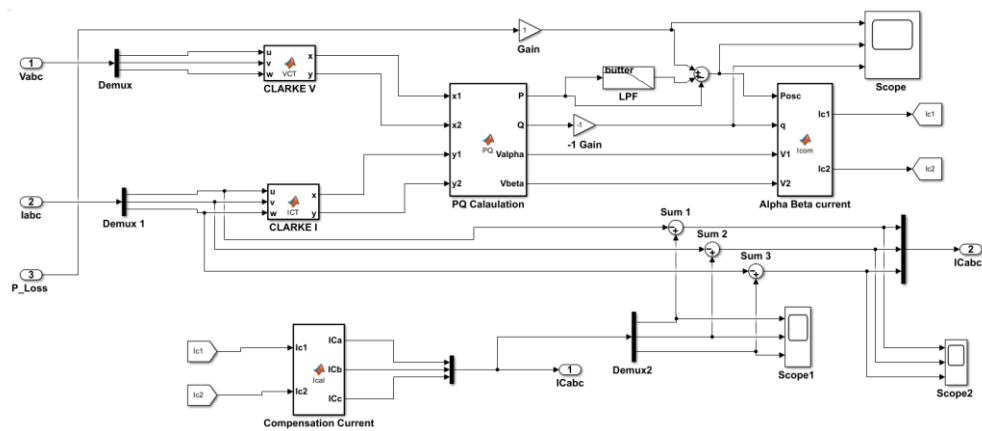 1
Vabc
Demux
u
v
w
VCT
x
y
CLARKE V
1
Gain
Scope
x1
x2
y1
y2
PQ
P
Q
Valpha
Vbeta
PQ Calaulation
butter
LPF
-1
-1 Gain
Posc
q
V1
V2
Icom
Ic1
Ic2
Alpha Beta current
Ic1
Ic2
2
Iabc
Demux 1
u
v
w
ICT
x
y
CLARKE I
3
P_Loss
Sum 1
Sum 2
Sum 3
2
ICabc
Ic1
Ic2
Ic1
Ic2
Ical
ICa
ICb
ICc
Compensation Current
1
ICabc
Demux2
Scope1
Scope2